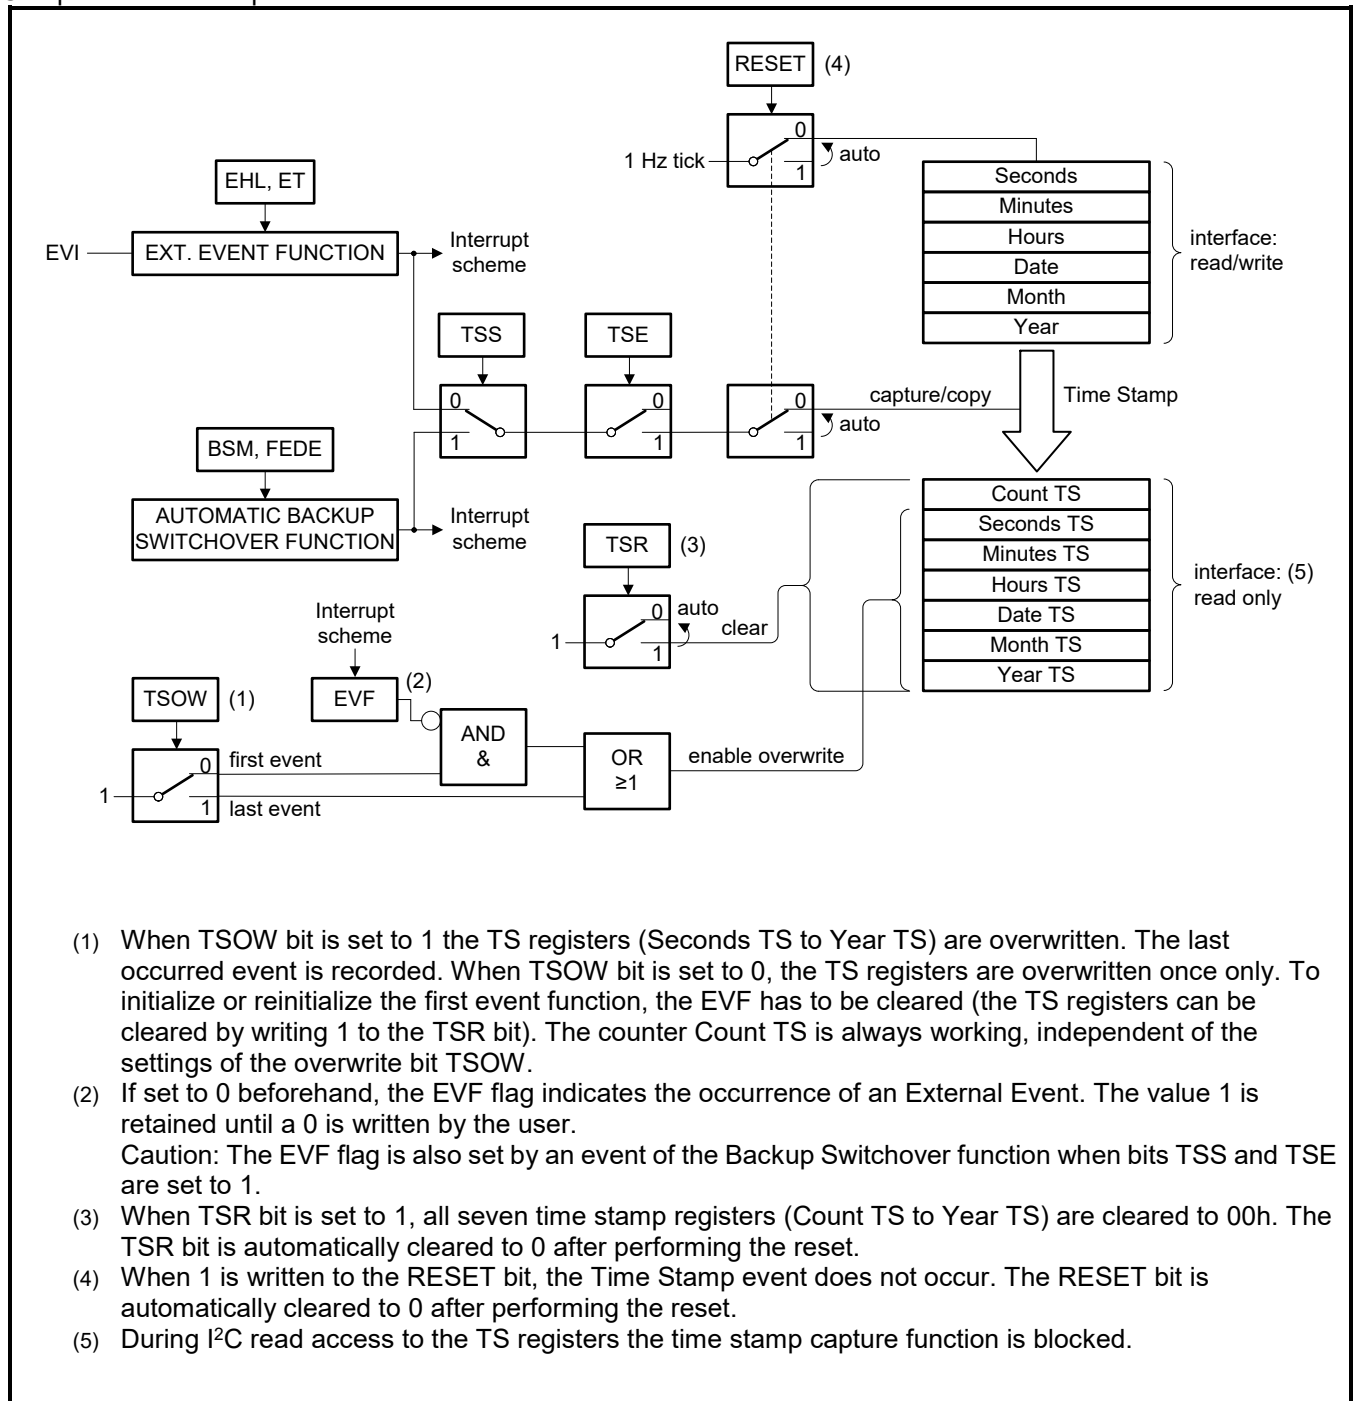 RESET (4)
1 Hz tick
0
1
auto
Seconds
Minutes
Hours
Date
Month
Year
interface:
read/write
EHL, ET
EVI
EXT. EVENT FUNCTION
Interrupt
scheme
TSS
TSE
0
1
0
1
0
1
auto
capture/copy
Time Stamp
BSM, FEDE
AUTOMATIC BACKUP
SWITCHOVER FUNCTION
Interrupt
scheme
TSR (3)
1
0
1
auto
clear
Count TS
Seconds TS
Minutes TS
Hours TS
Date TS
Month TS
Year TS
interface: (5)
read only
Interrupt
scheme
EVF (2)
TSOW (1)
1
0
1
first event
last event
AND
&
OR
≥1
enable overwrite
(1) When TSOW bit is set to 1 the TS registers (Seconds TS to Year TS) are overwritten. The last
occurred event is recorded. When TSOW bit is set to 0, the TS registers are overwritten once only. To
initialize or reinitialize the first event function, the EVF has to be cleared (the TS registers can be
cleared by writing 1 to the TSR bit). The counter Count TS is always working, independent of the
settings of the overwrite bit TSOW.
(2) If set to 0 beforehand, the EVF flag indicates the occurrence of an External Event. The value 1 is
retained until a 0 is written by the user.
Caution: The EVF flag is also set by an event of the Backup Switchover function when bits TSS and TSE
are set to 1.
(3) When TSR bit is set to 1, all seven time stamp registers (Count TS to Year TS) are cleared to 00h. The
TSR bit is automatically cleared to 0 after performing the reset.
(4) When 1 is written to the RESET bit, the Time Stamp event does not occur. The RESET bit is
automatically cleared to 0 after performing the reset.
(5) During I²C read access to the TS registers the time stamp capture function is blocked.